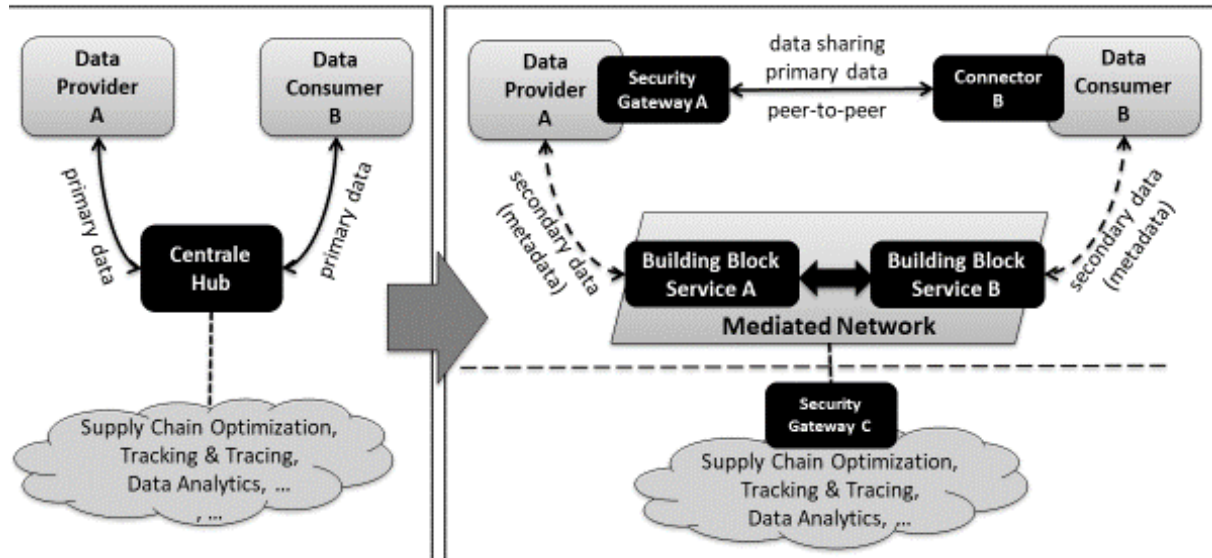 Data
Provider
A
Data
Consumer
B
primary data
primary data
Centrale
Hub
Supply Chain Optimization,
Tracking & Tracing,
Data Analytics, ...
, ...
Data
Provider
A
Security
Gateway A
data sharing
primary data
peer-to-peer
Connector
B
Data
Consumer
B
secondary data
(metadata)
secondary data
(metadata)
Building Block
Service A
Building Block
Service B
Mediated Network
Security
Gateway C
Supply Chain Optimization,
Tracking & Tracing,
Data Analytics, ...